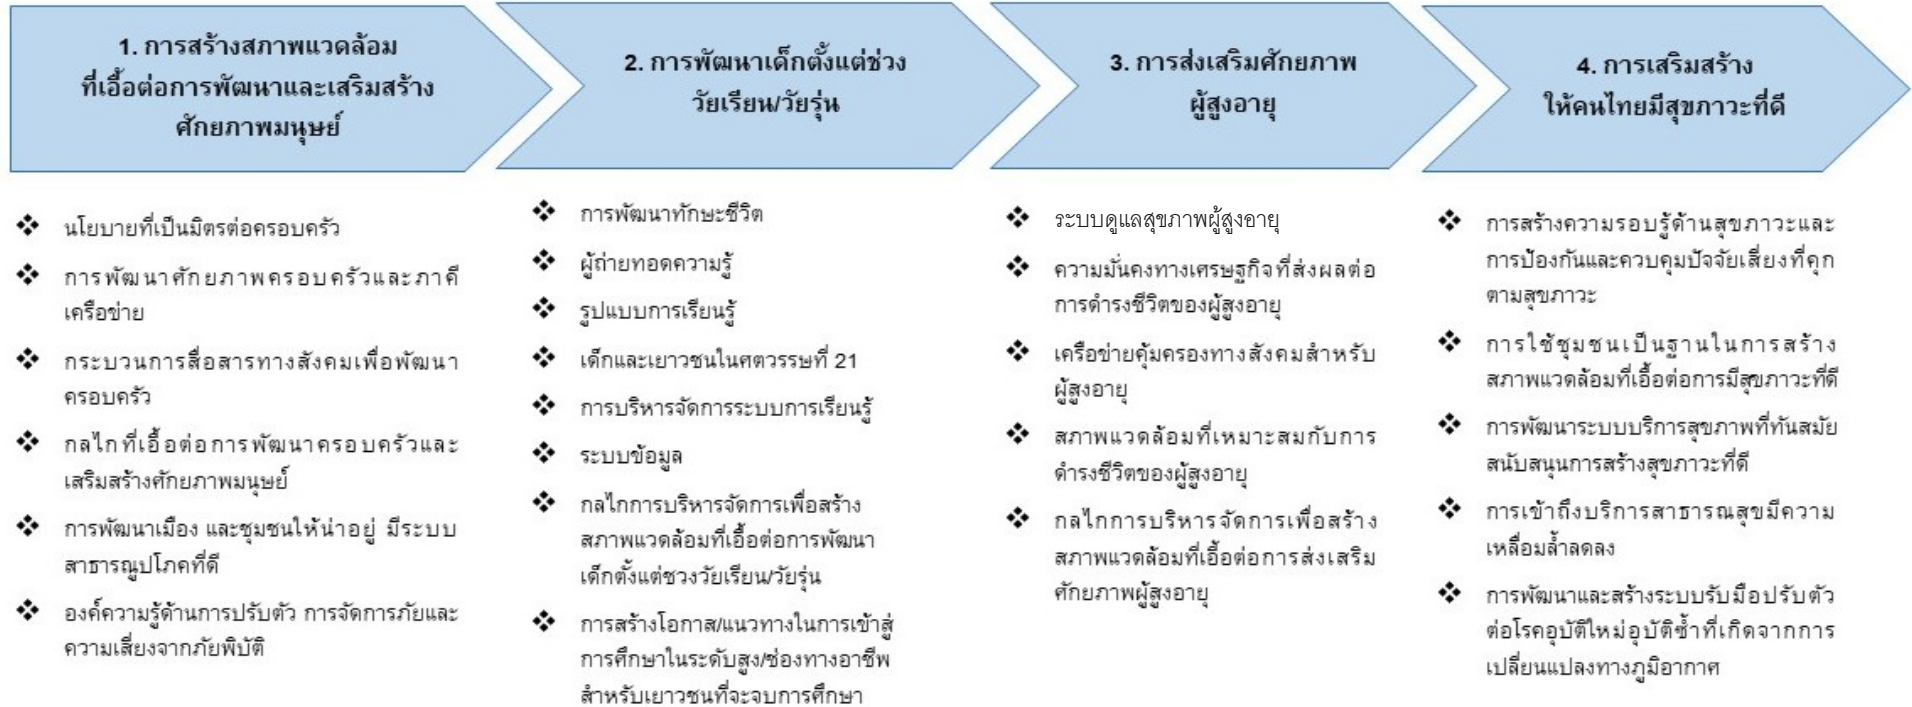 1. การสร้างสภาพแวดล้อม
ที่เอื้อต่อการพัฒนาและเสริมสร้าง
ศักยภาพมนุษย์
❖ นโยบายที่เป็นมิตรต่อครอบครัว
❖ การพัฒนาศักยภาพครอบครัวและภาคี
เครือข่าย
❖ กระบวนการสื่อสารทางสังคมเพื่อพัฒนา
ครอบครัว
❖ กลไกที่เอื้อต่อการพัฒนาครอบครัวและ
เสริมสร้างศักยภาพมนุษย์
❖ การพัฒนาเมือง และชุมชนให้น่าอยู่ มีระบบ
สาธารณูปโภคที่ดี
❖ องค์ความรู้ด้านการปรับตัว การจัดการภัยและ
ความเสี่ยงจากภัยพิบัติ
2. การพัฒนาเด็กตั้งแต่ช่วง
วัยเรียน/วัยรุ่น
❖ การพัฒนาทักษะชีวิต
❖ ผู้ถ่ายทอดความรู้
❖ รูปแบบการเรียนรู้
❖ เด็กและเยาวชนในศตวรรษที่ 21
❖ การบริหารจัดการระบบการเรียนรู้
❖ ระบบข้อมูล
❖ กลไกการบริหารจัดการเพื่อสร้าง
สภาพแวดล้อมที่เอื้อต่อการพัฒนา
เด็กตั้งแต่ชวงวัยเรียน/วัยรุ่น
❖ การสร้างโอกาส/แนวทางในการเข้าสู่
การศึกษาในระดับสูง/ช่องทางอาชีพ
สำหรับเยาวชนที่จะจบการศึกษา
3. การส่งเสริมศักยภาพ
ผู้สูงอายุ
❖ ระบบดูแลสุขภาพผู้สูงอายุ
❖ ความมั่นคงทางเศรษฐกิจที่ส่งผลต่อ
การดำรงชีวิตของผู้สูงอายุ
❖ เครือข่ายคุ้มครองทางสังคมสำหรับ
ผู้สูงอายุ
❖ สภาพแวดล้อมที่เหมาะสมกับการ
ดำรงชีวิตของผู้สูงอายุ
❖ กลไกการบริหารจัดการเพื่อสร้าง
สภาพแวดล้อมที่เอื้อต่อการส่งเสริม
ศักยภาพผู้สูงอายุ
4. การเสริมสร้าง
ให้คนไทยมีสุขภาวะที่ดี
❖ การสร้างความรอบรู้ด้านสุขภาวะและ
การป้องกันและควบคุมปัจจัยเสี่ยงที่คุก
ตามสุขภาวะ
❖ การใช้ชุมชนเป็นฐานในการสร้าง
สภาพแวดล้อมที่เอื้อต่อการมีสุขภาวะที่ดี
❖ การพัฒนาระบบบริการสุขภาพที่ทันสมัย
สนับสนุนการสร้างสุขภาวะที่ดี
❖ การเข้าถึงบริการสาธารณสุขมีความ
เหลื่อมล้ำลดลง
❖ การพัฒนาและสร้างระบบรับมือปรับตัว
ต่อโรคอุบัติใหม่อุบัติซ้ำที่เกิดจากการ
เปลี่ยนแปลงทางภูมิอากาศ